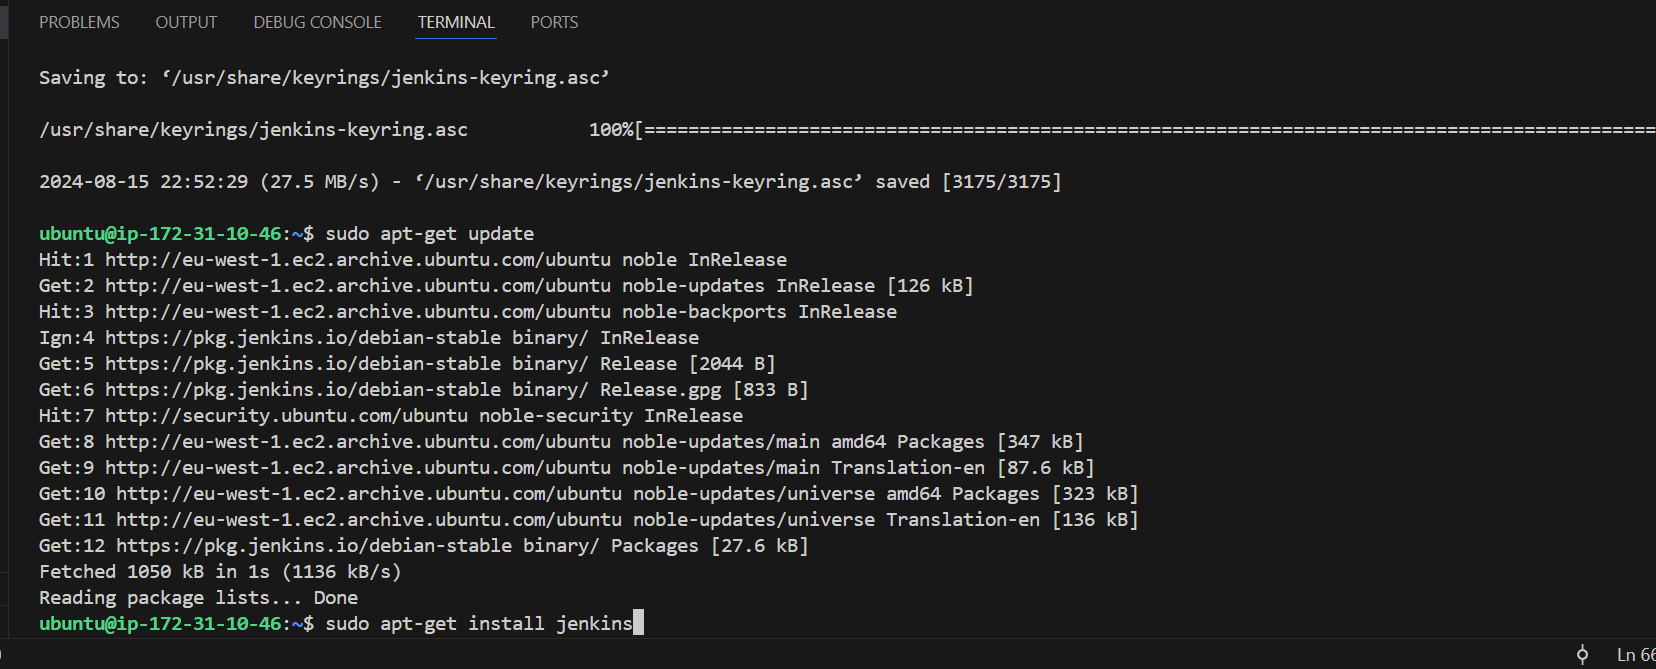 PROBLEMS OUTPUT DEBUG CONSOLE TERMINAL PORTS
Saving to: ‘/usr/share/keyrings/jenkins-keyring.asc’
/usr/share/keyrings/jenkins-keyring.asc 100%[============================================================================================
2024-08-15 22:52:29 (27.5 MB/s) - ‘/usr/share/keyrings/jenkins-keyring.asc’ saved [3175/3175]
ubuntu@ip-172-31-10-46:~$ sudo apt-get update
Hit:1 http://eu-west-1.ec2.archive.ubuntu.com/ubuntu noble InRelease
Get:2 http://eu-west-1.ec2.archive.ubuntu.com/ubuntu noble-updates InRelease [126 kB]
Hit:3 http://eu-west-1.ec2.archive.ubuntu.com/ubuntu noble-backports InRelease
Ign:4 https://pkg.jenkins.io/debian-stable binary/ InRelease
Get:5 https://pkg.jenkins.io/debian-stable binary/ Release [2044 B]
Get:6 https://pkg.jenkins.io/debian-stable binary/ Release.gpg [833 B]
Hit:7 http://security.ubuntu.com/ubuntu noble-security InRelease
Get:8 http://eu-west-1.ec2.archive.ubuntu.com/ubuntu noble-updates/main amd64 Packages [347 kB]
Get:9 http://eu-west-1.ec2.archive.ubuntu.com/ubuntu noble-updates/main Translation-en [87.6 kB]
Get:10 http://eu-west-1.ec2.archive.ubuntu.com/ubuntu noble-updates/universe amd64 Packages [323 kB]
Get:11 http://eu-west-1.ec2.archive.ubuntu.com/ubuntu noble-updates/universe Translation-en [136 kB]
Get:12 https://pkg.jenkins.io/debian-stable binary/ Packages [27.6 kB]
Fetched 1050 kB in 1s (1136 kB/s)
Reading package lists... Done
ubuntu@ip-172-31-10-46:~$ sudo apt-get install jenkins
Ln 66